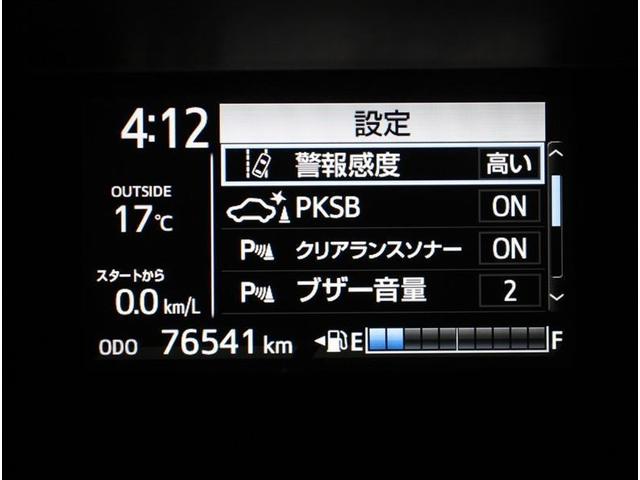 4:12
設定
警報感度 高い
OUTSIDE
17℃
PKSB ON
P クリアランスソナー ON
スタートから
0.0 km/L
P ブザー音量 2
ODO 76541 km
E F